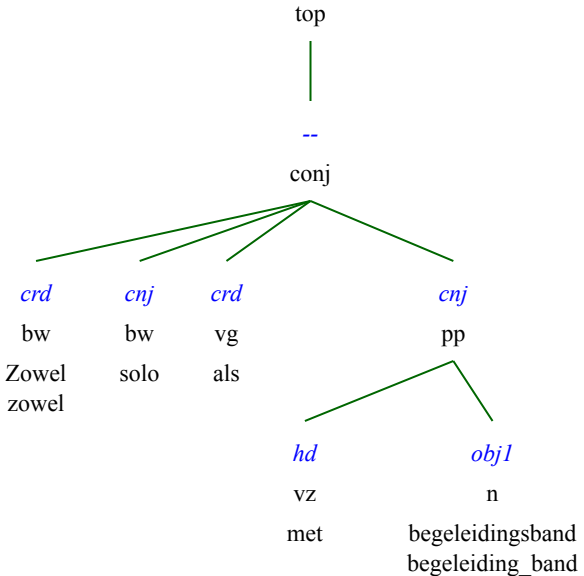 top
--
conj
crd cnj crd cnj
bw bw vg pp
Zowel solo als
zowel
hd obj1
vz n
met begeleidingsband
begeleiding_band